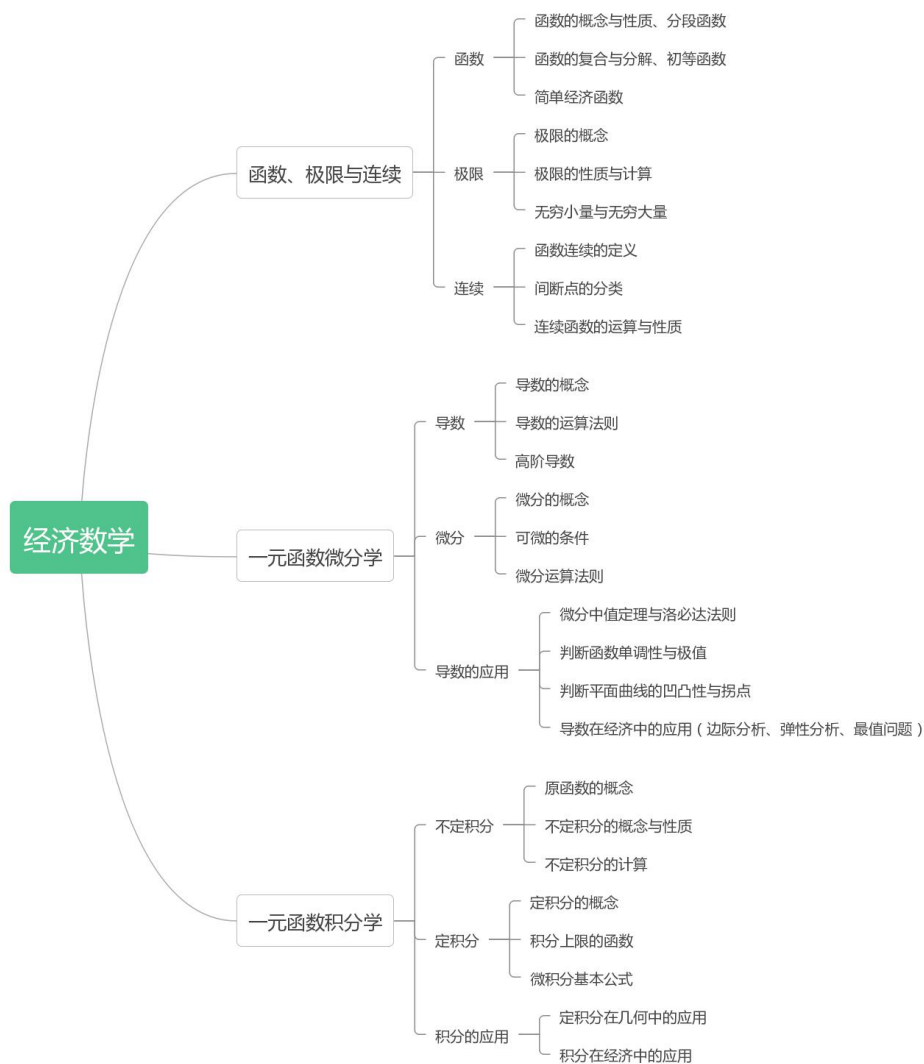 经济数学
函数、极限与连续
函数
函数的概念与性质、分段函数
函数的复合与分解、初等函数
简单经济函数
极限
极限的概念
极限的性质与计算
无穷小量与无穷大量
连续
函数连续的定义
间断点的分类
连续函数的运算与性质
一元函数微分学
导数
导数的概念
导数的运算法则
高阶导数
微分
微分的概念
可微的条件
微分运算法则
导数的应用
微分中值定理与洛必达法则
判断函数单调性与极值
判断平面曲线的凹凸性与拐点
导数在经济中的应用（边际分析、弹性分析、最值问题）
一元函数积分学
不定积分
原函数的概念
不定积分的概念与性质
不定积分的计算
定积分
定积分的概念
积分上限的函数
微积分基本公式
积分的应用
定积分在几何中的应用
积分在经济中的应用